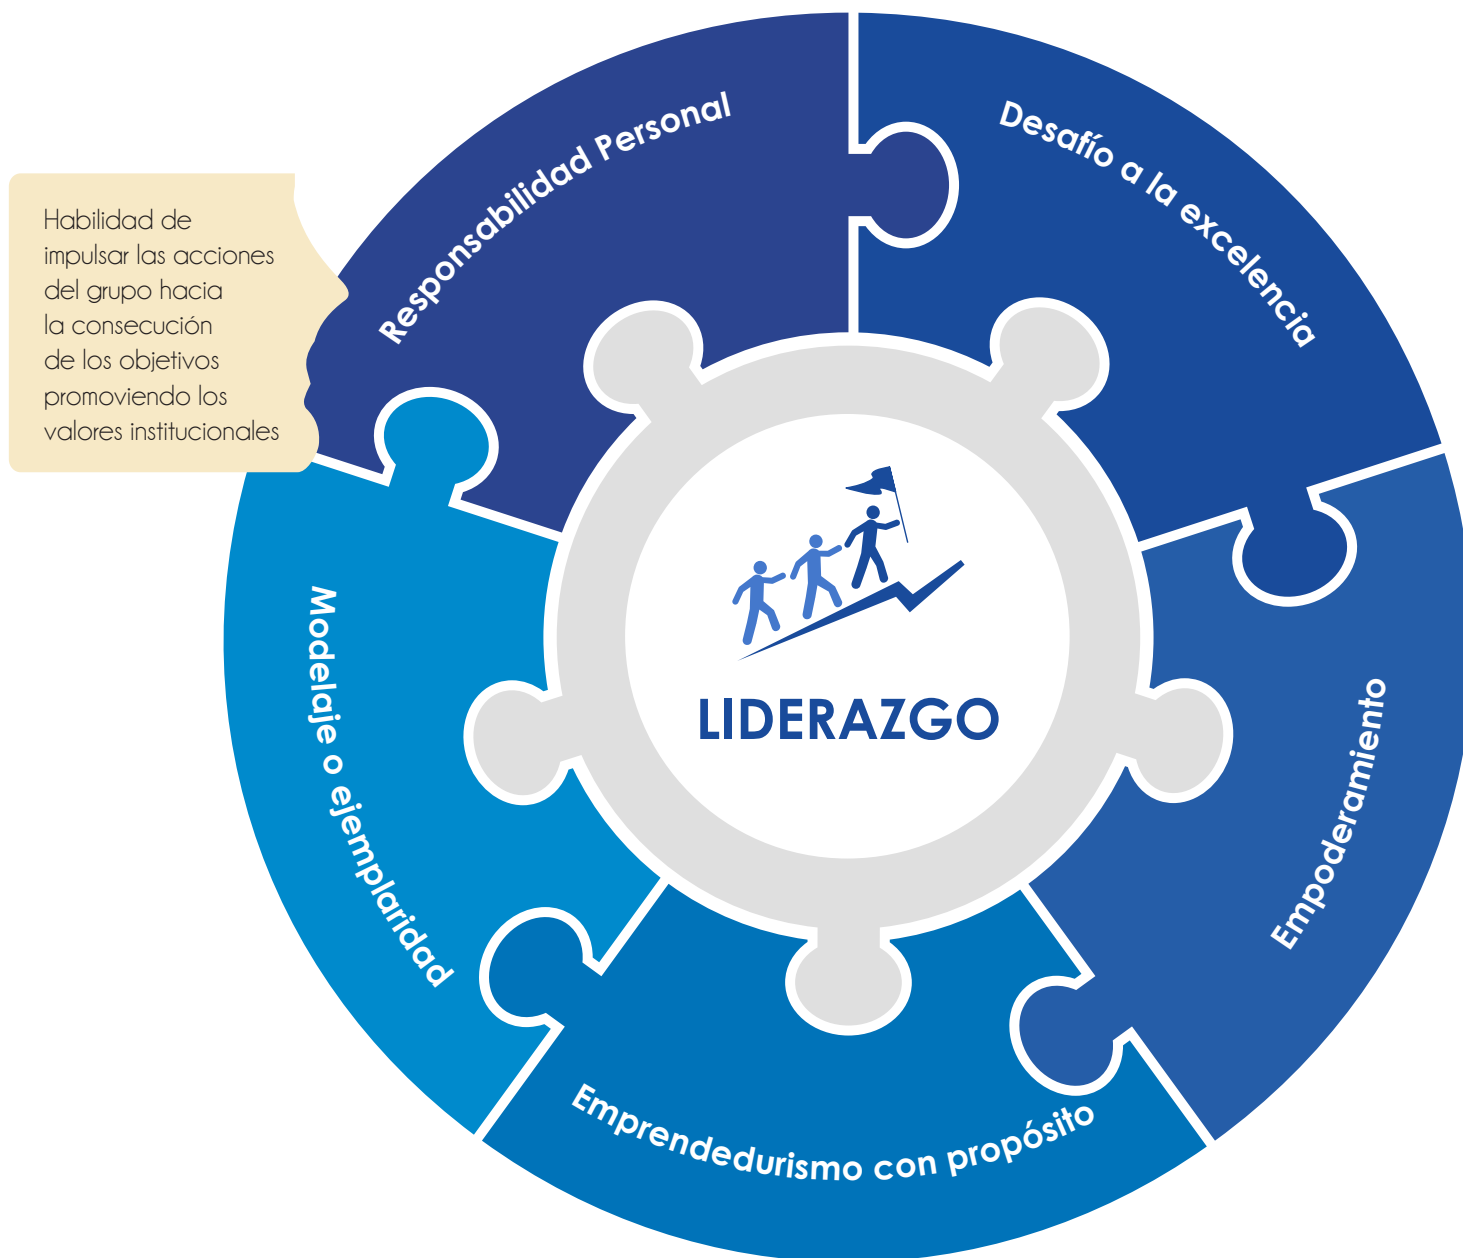 Responsabilidad Personal
Desafío a la excelencia
Habilidad de
impulsar las acciones
del grupo hacia
la consecución
de los objetivos
promoviendo los
valores institucionales
LIDERAZGO
Modelaje o ejemplaridad
Empoderamiento
Emprendedurismo con propósito